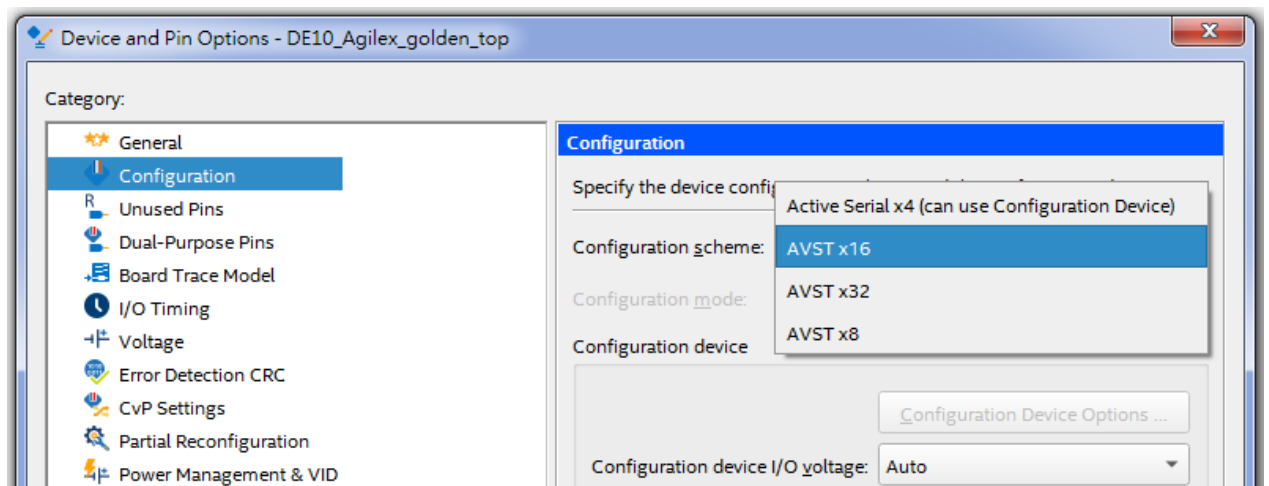 Device and Pin Options - DE10_Agilex_golden_top
X
Category:
General
Configuration
R
Unused Pins
Dual-Purpose Pins
Board Trace Model
I/O Timing
Voltage
Error Detection CRC
CvP Settings
Partial Reconfiguration
Power Management & VID
Configuration
Specify the device
Configuration scheme:
Active Serial x4 (can use Configuration Device)
AVST x16
AVST x32
AVST x8
Configuration mode:
Configuration device
Configuration Device Options ...
Configuration device I/O voltage: Auto